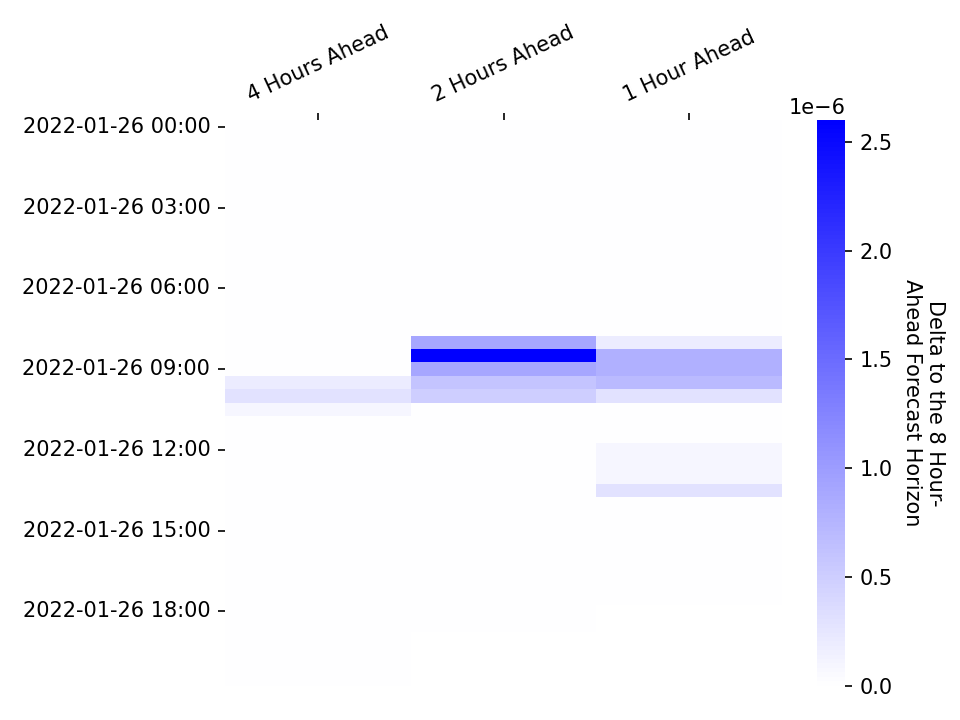 4 Hours Ahead
2 Hours Ahead
1 Hour Ahead
1e−6
2022-01-26 00:00
2022-01-26 03:00
2022-01-26 06:00
2022-01-26 09:00
2022-01-26 12:00
2022-01-26 15:00
2022-01-26 18:00
2.5
2.0
1.5
1.0
0.5
0.0
Delta to the 8 Hour-
Ahead Forecast Horizon